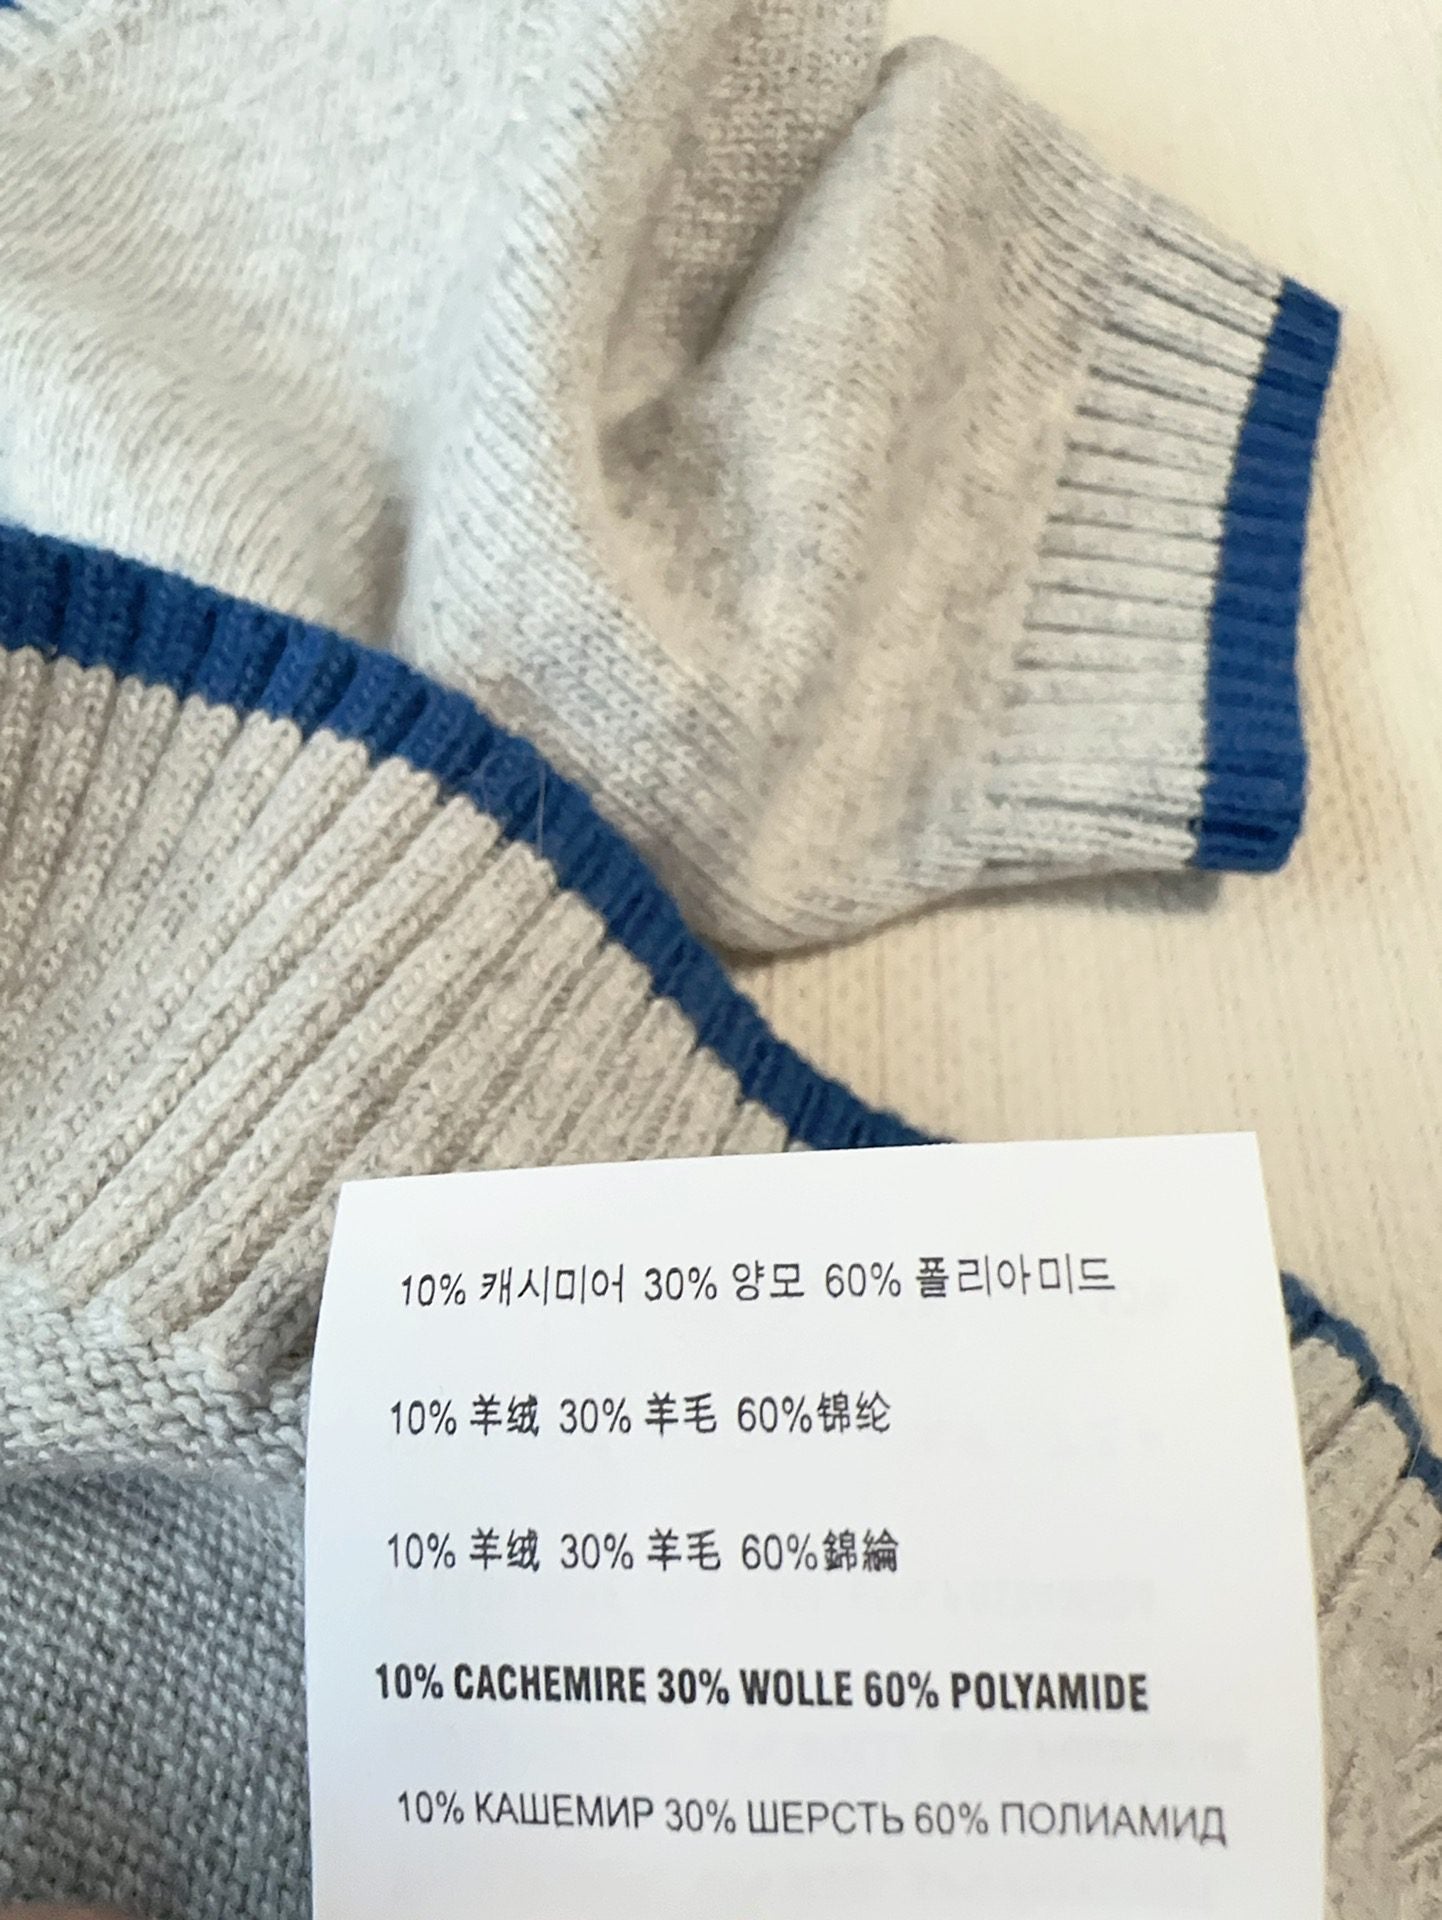 10% 캐시미어 30% 양모 60% 폴리아미드
10% 羊绒 30% 羊毛 60%锦纶
10% 羊绒 30% 羊毛 60%錦綸
10% CACHEMIRE 30% WOLLE 60% POLYAMIDE
10% КАШЕМИР 30% ШЕРСТЬ 60% ПОЛИАМИД